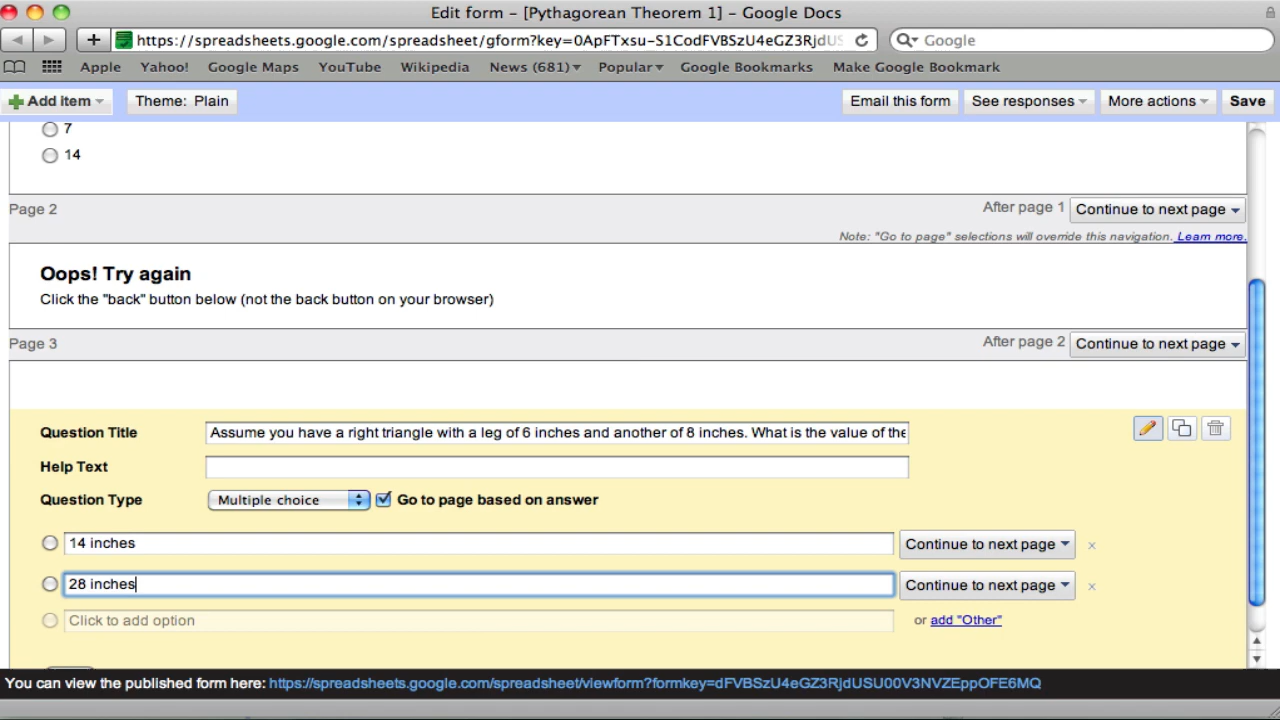 Edit form – [Pythagorean Theorem 1] – Google Docs
https://spreadsheets.google.com/spreadsheet/gform?key=0ApFTxsu-S1CodFVBSzU4eGZ3RjdUS
Google
Apple Yahoo! Google Maps YouTube Wikipedia News (681) Popular Google Bookmarks Make Google Bookmark
Add item Theme: Plain Email this form See responses More actions Save
7
14
Page 2 After page 1 Continue to next page
Note: "Go to page" selections will override this navigation. Learn more.
Oops! Try again
Click the "back" button below (not the back button on your browser)
Page 3 After page 2 Continue to next page
Question Title Assume you have a right triangle with a leg of 6 inches and another of 8 inches. What is the value of the
Help Text
Question Type Multiple choice Go to page based on answer
14 inches Continue to next page ×
28 inches Continue to next page ×
Click to add option or add "Other"
You can view the published form here: https://spreadsheets.google.com/spreadsheet/viewform?formkey=dFVBSzU4eGZ3RjdUSU00V3NVZEppOFE6MQ